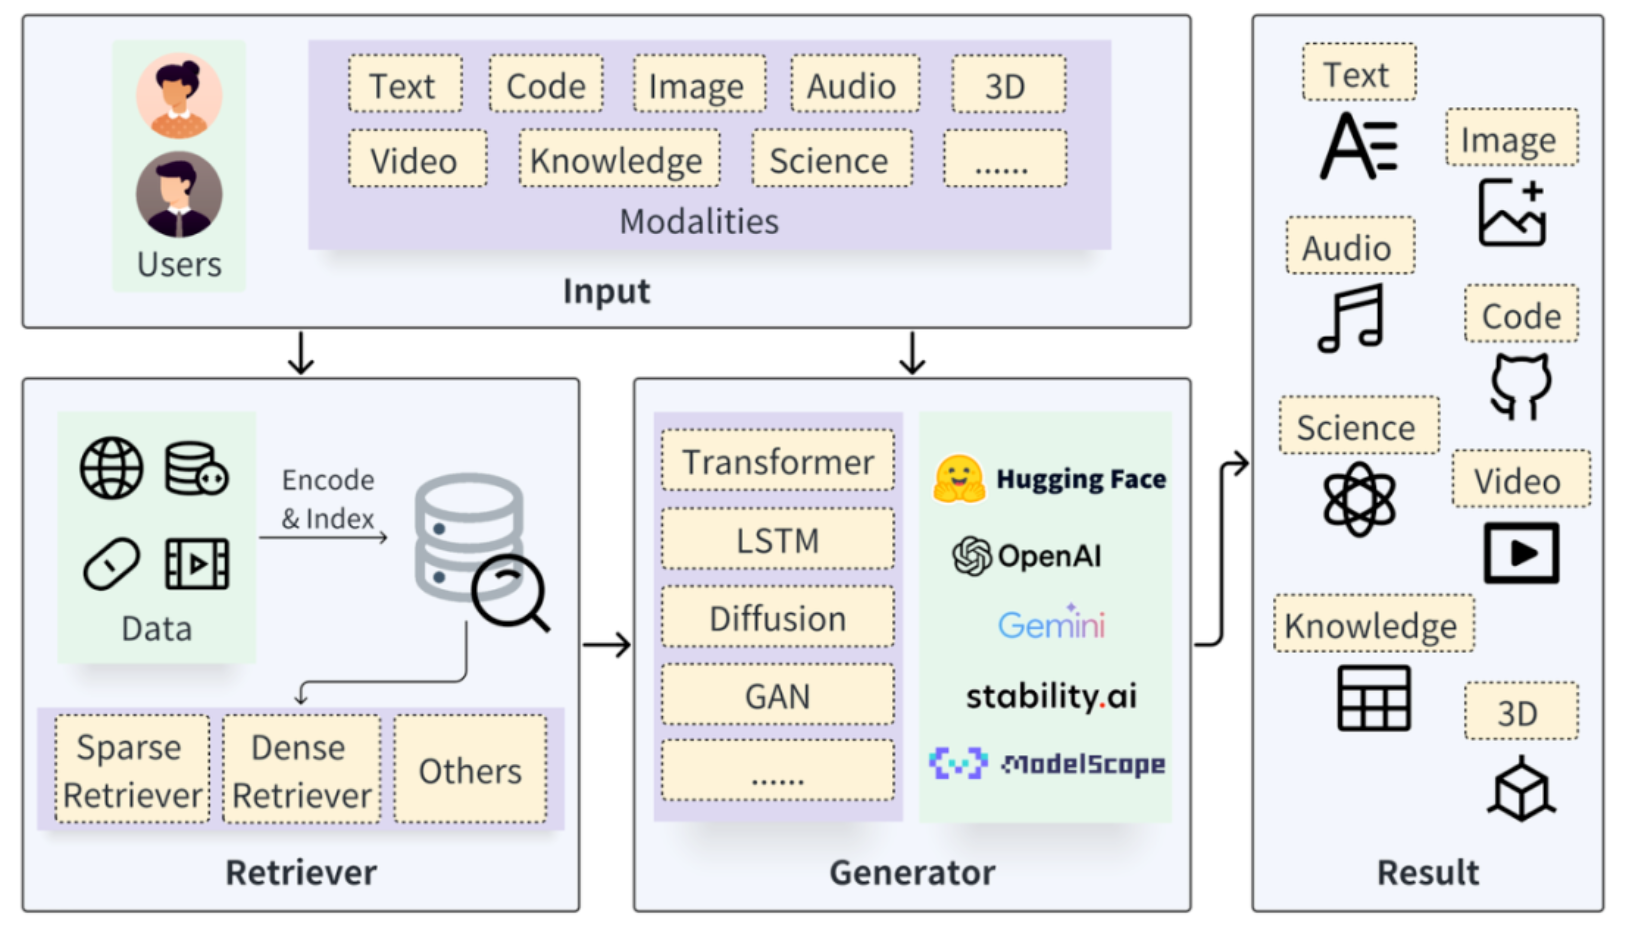 Text
Code
Image
Audio
3D
Video
Knowledge
Science
......
Modalities
Users
Input
Encode
& Index
Data
Sparse
Retriever
Dense
Retriever
Others
Retriever
Transformer
LSTM
Diffusion
GAN
......
Hugging Face
OpenAI
Gemini
stability.ai
ModelScope
Generator
Text
Image
Audio
Code
Science
Video
Knowledge
3D
Result